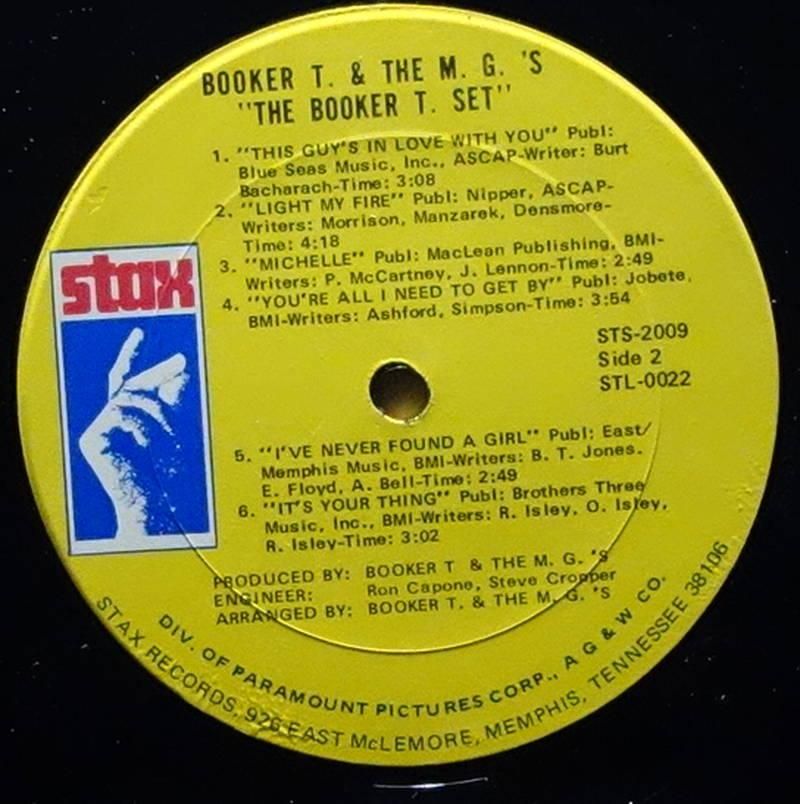 BOOKER T. & THE M. G. 'S
"THE BOOKER T. SET"
1. "THIS GUY'S IN LOVE WITH YOU" Publ:
Blue Seas Music, Inc., ASCAP-Writer: Burt
Bacharach-Time: 3:08
2. "LIGHT MY FIRE" Publ: Nipper, ASCAP-
Writers: Morrison, Manzarek, Densmore-
Time: 4:18
3. "MICHELLE" Publ: MacLean Publishing, BMI-
Writers: P. McCartney, J. Lennon-Time: 2:49
4. "YOU'RE ALL I NEED TO GET BY" Publ: Jobete,
BMI-Writers: Ashford, Simpson-Time: 3:54
stax
STS-2009
Side 2
STL-0022
5. "I'VE NEVER FOUND A GIRL" Publ: East/
Memphis Music, BMI-Writers: B. T. Jones.
E. Floyd, A. Bell-Time: 2:49
6. "IT'S YOUR THING" Publ: Brothers Three
Music, Inc., BMI-Writers: R. Isley, O. Isley,
R. Isley-Time: 3:02
PRODUCED BY: BOOKER T & THE M. G. 'S
ENGINEER: Ron Capone, Steve Cropper
ARRANGED BY: BOOKER T. & THE M. G. 'S
DIV. OF PARAMOUNT PICTURES CORP., A G & W CO.
STAX RECORDS, 926 EAST McLEMORE, MEMPHIS, TENNESSEE 38106